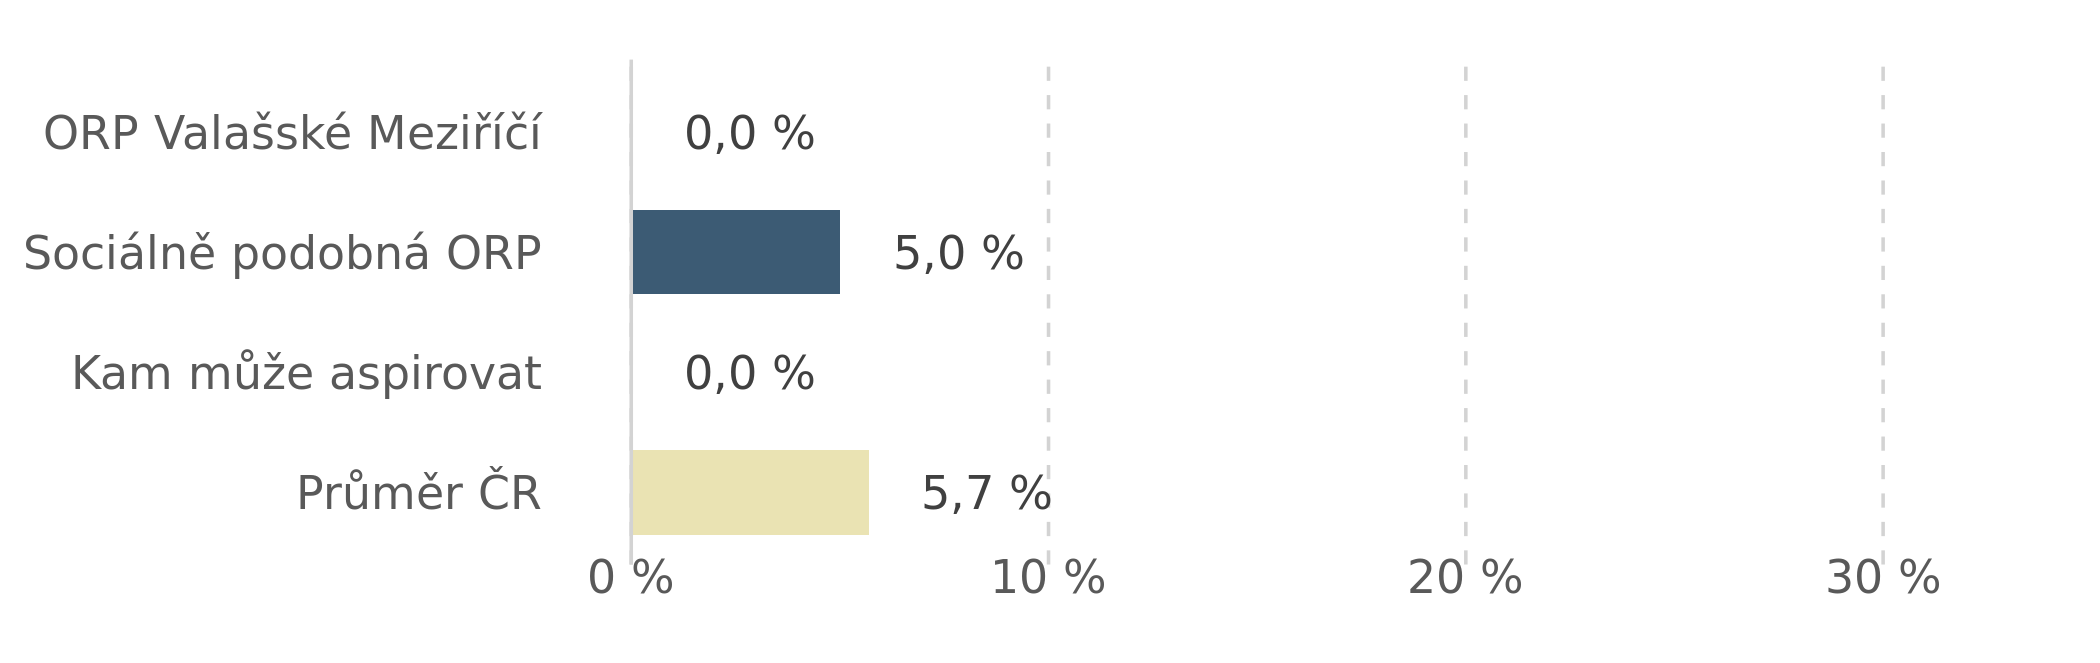 ORP Valašské Meziříčí 0,0 %
Sociálně podobná ORP 5,0 %
Kam může aspirovat 0,0 %
Průměr ČR 5,7 %
0 % 10 % 20 % 30 %